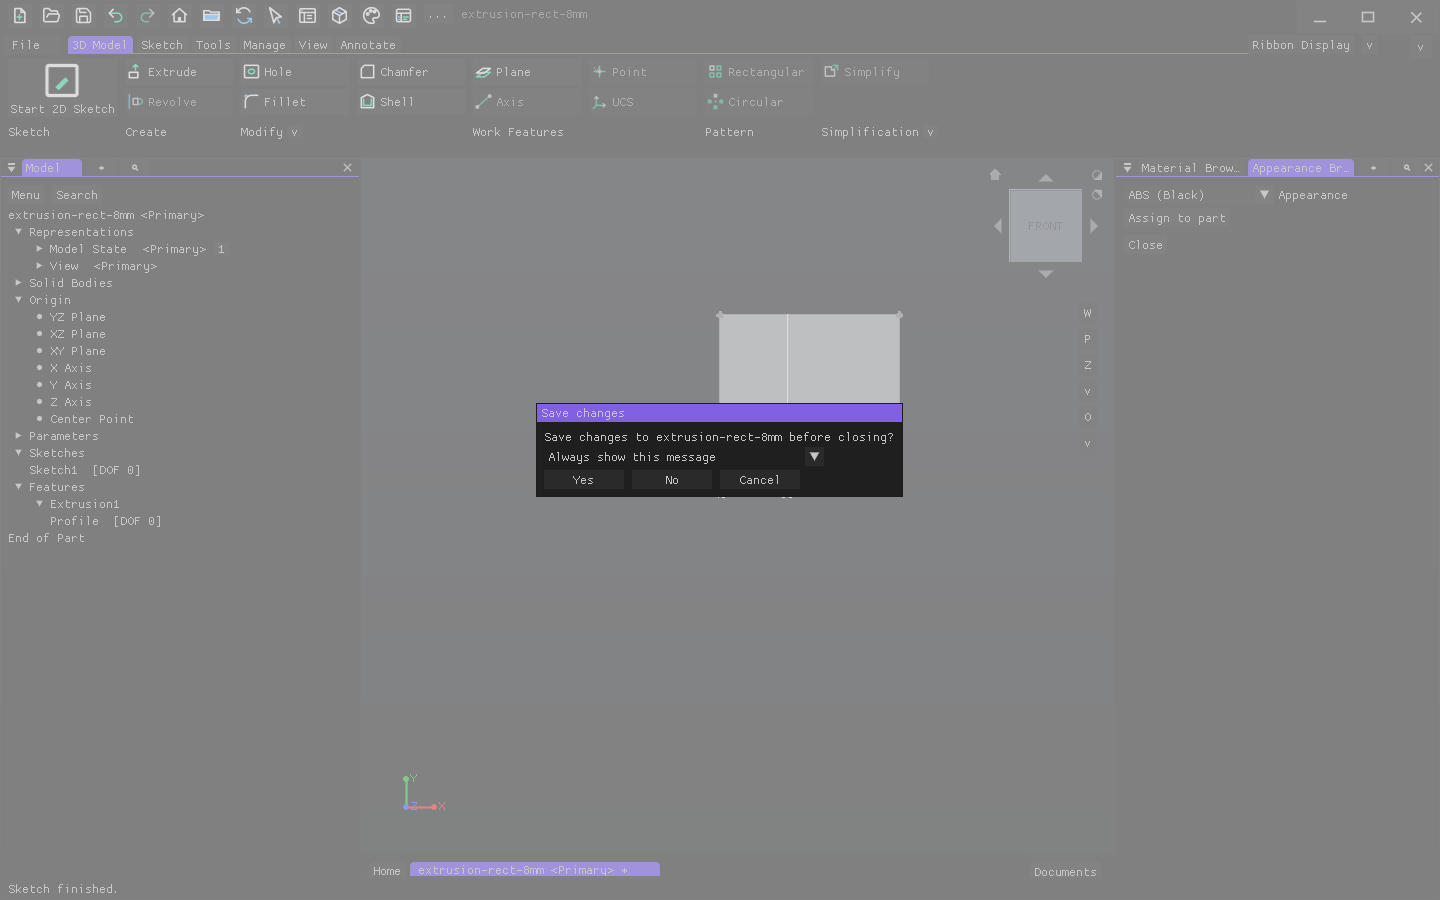 ... extrusion-rect-8mm
File 3D Model Sketch Tools Manage View Annotate Ribbon Display v v
Extrude Hole Chamfer Plane Point Rectangular Simplify
Start 2D Sketch Revolve Fillet Shell Axis UCS Circular
Sketch Create Modify v Work Features Pattern Simplification v
Model
Material Brow… Appearance Br…
Menu Search
ABS (Black) Appearance
extrusion-rect-8mm <Primary>
Assign to part
Representations
Close
Model State <Primary> 1
View <Primary>
Solid Bodies
Origin
YZ Plane
XZ Plane
XY Plane
X Axis
Y Axis
Z Axis
Center Point
Parameters
Sketches
Sketch1 [DOF 0]
Features
Extrusion1
Profile [DOF 0]
End of Part
FRONT
W
P
Z
v
O
v
Save changes
Save changes to extrusion-rect-8mm before closing?
Always show this message
Yes No Cancel
Y
Z X
Home extrusion-rect-8mm <Primary> + Documents
Sketch finished.